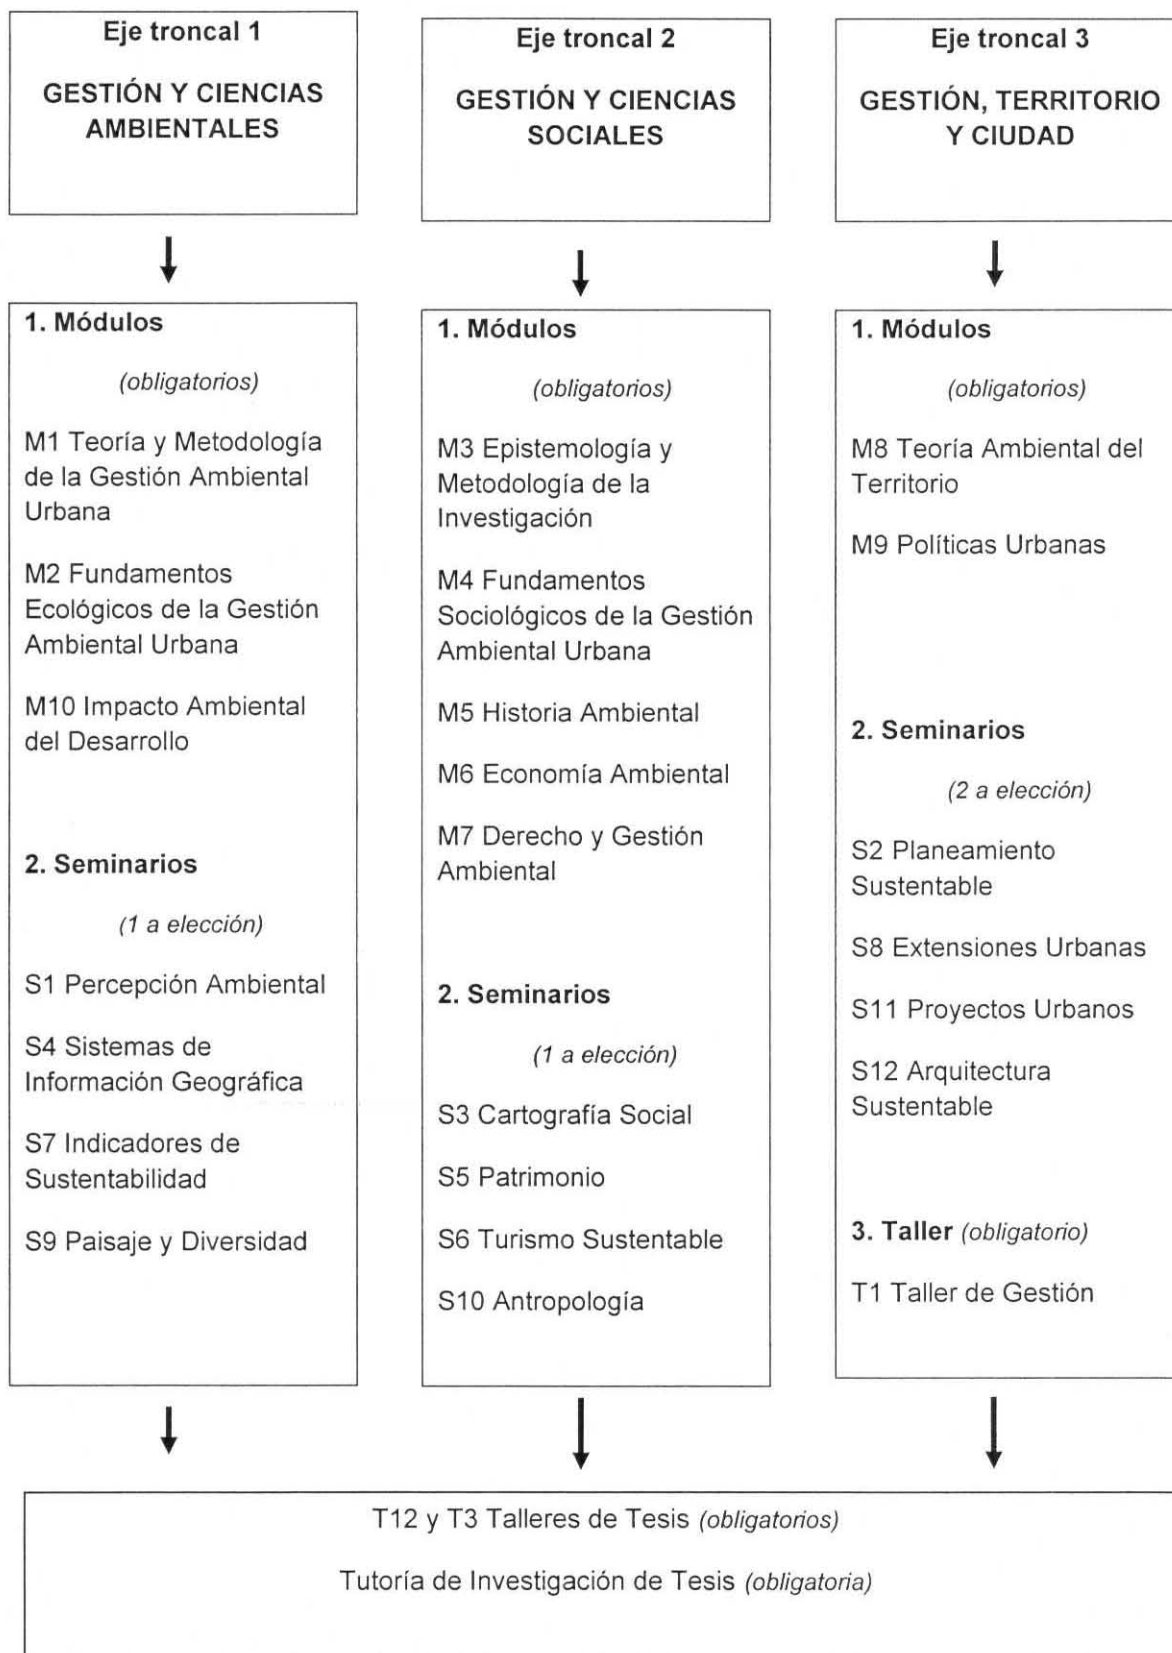 Eje troncal 1
GESTIÓN Y CIENCIAS
AMBIENTALES
Eje troncal 2
GESTIÓN Y CIENCIAS
SOCIALES
Eje troncal 3
GESTIÓN, TERRITORIO
Y CIUDAD
1. Módulos
(obligatorios)
M1 Teoría y Metodología
de la Gestión Ambiental
Urbana
M2 Fundamentos
Ecológicos de la Gestión
Ambiental Urbana
M10 Impacto Ambiental
del Desarrollo
2. Seminarios
(1 a elección)
S1 Percepción Ambiental
S4 Sistemas de
Información Geográfica
S7 Indicadores de
Sustentabilidad
S9 Paisaje y Diversidad
1. Módulos
(obligatorios)
M3 Epistemología y
Metodología de la
Investigación
M4 Fundamentos
Sociológicos de la Gestión
Ambiental Urbana
M5 Historia Ambiental
M6 Economía Ambiental
M7 Derecho y Gestión
Ambiental
2. Seminarios
(1 a elección)
S3 Cartografía Social
S5 Patrimonio
S6 Turismo Sustentable
S10 Antropología
1. Módulos
(obligatorios)
M8 Teoría Ambiental del
Territorio
M9 Políticas Urbanas
2. Seminarios
(2 a elección)
S2 Planeamiento
Sustentable
S8 Extensiones Urbanas
S11 Proyectos Urbanos
S12 Arquitectura
Sustentable
3. Taller (obligatorio)
T1 Taller de Gestión
T12 y T3 Talleres de Tesis (obligatorios)
Tutoría de Investigación de Tesis (obligatoria)